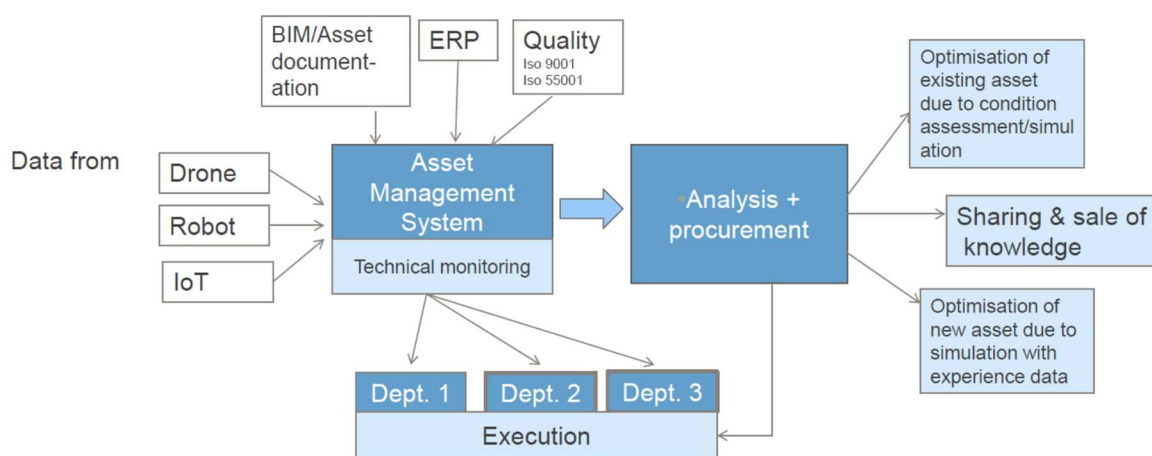 BIM/Asset
document-
ation
ERP
Quality
Iso 9001
Iso 55001
Data from
Drone
Robot
IoT
Asset
Management
System
Technical monitoring
•Analysis +
procurement
Optimisation of
existing asset
due to condition
assessment/simul
ation
Sharing & sale of
knowledge
Optimisation of
new asset due to
simulation with
experience data
Dept. 1
Dept. 2
Dept. 3
Execution